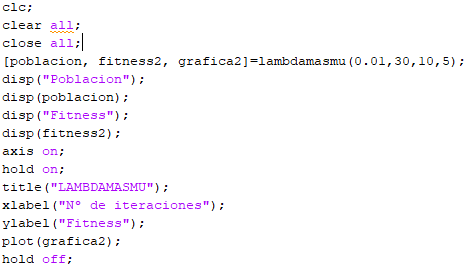 clc;
clear all;
close all;
[poblacion, fitness2, grafica2]=lambdamasmu(0.01,30,10,5);
disp("Poblacion");
disp(poblacion);
disp("Fitness");
disp(fitness2);
axis on;
hold on;
title("LAMBDAMASMU");
xlabel("Nº de iteraciones");
ylabel("Fitness");
plot(grafica2);
hold off;